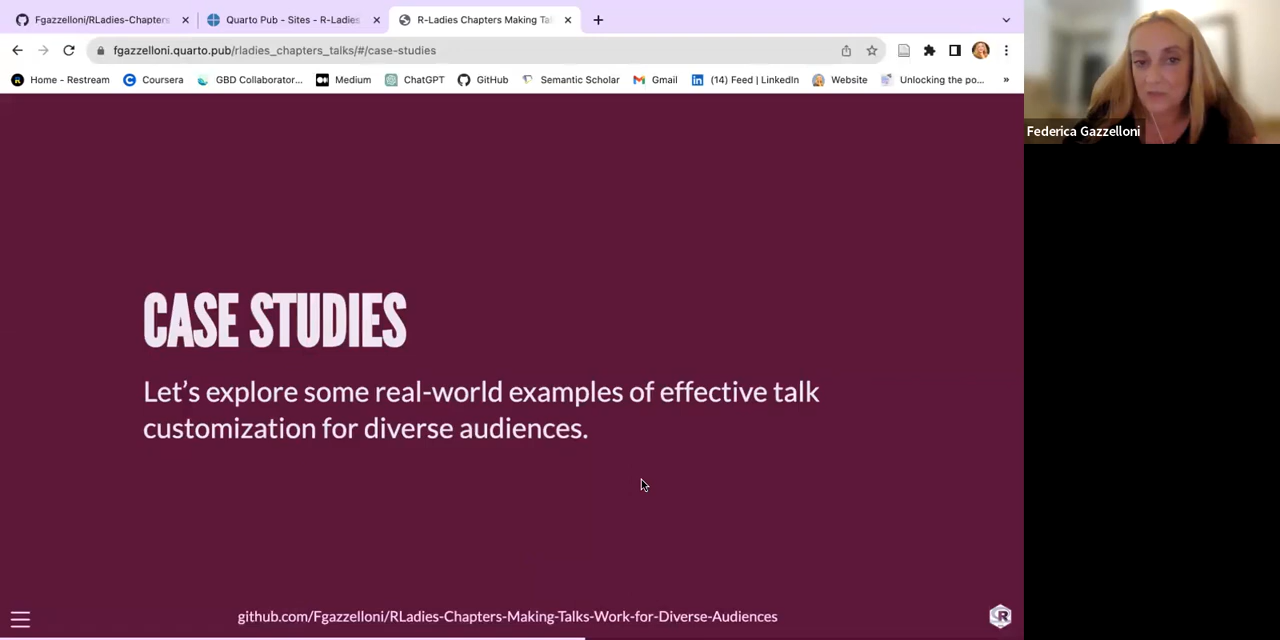 Fgazzelloni/RLadies-Chapters
Quarto Pub - Sites - R-Ladies
R-Ladies Chapters Making Tal
fgazzelloni.quarto.pub/rladies_chapters_talks/#/case-studies
Home - Restream
Coursera
GBD Collaborator...
Medium
ChatGPT
GitHub
Semantic Scholar
Gmail
(14) Feed | LinkedIn
Website
Unlocking the po...
»
Federica Gazzelloni
CASE STUDIES
Let’s explore some real-world examples of effective talk
customization for diverse audiences.
github.com/Fgazzelloni/RLadies-Chapters-Making-Talks-Work-for-Diverse-Audiences
R